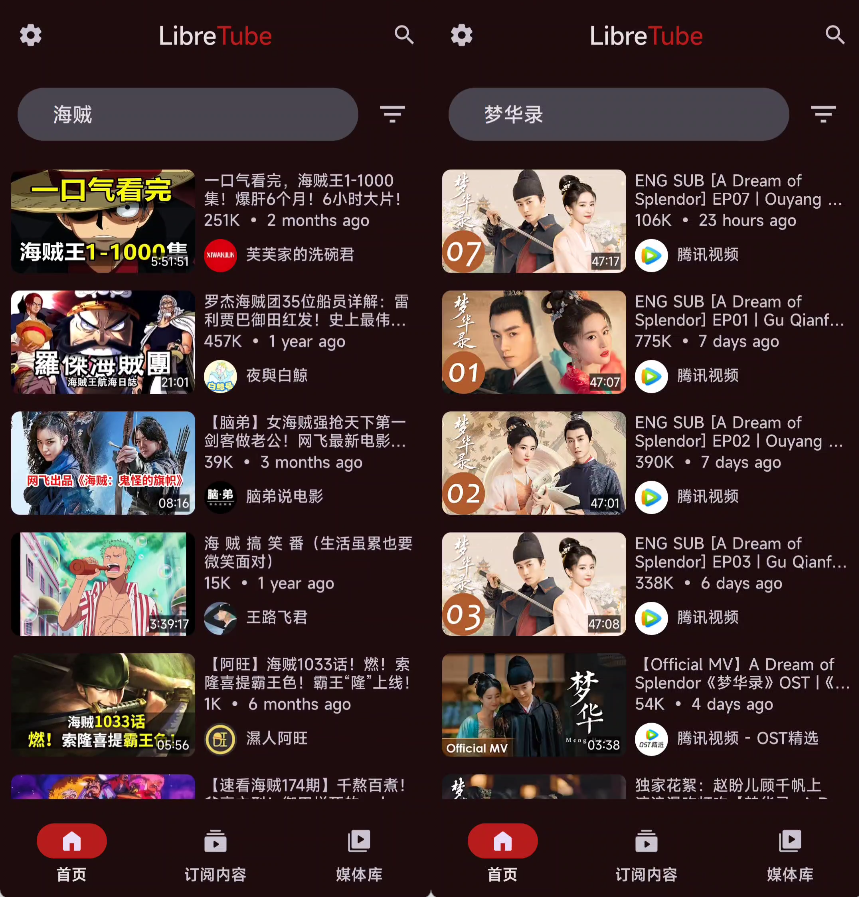 LibreTube
海贼
一口气看完
海贼王1-1000集
5:51:51
一口气看完，海贼王1-1000
集！爆肝6个月！6小时大片！
251K • 2 months ago
芙芙家的洗碗君
羅傑海賊團
海賊王航海日誌
21:01
罗杰海贼团35位船员详解：雷
利贾巴御田红发！史上最伟...
457K • 1 year ago
夜與白鲸
网飞出品《海贼：鬼怪的旗帜》
08:16
【脑弟】女海贼强抢天下第一
剑客做老公！网飞最新电影...
39K • 3 months ago
脑·弟
脑弟说电影
3:39:17
海 贼 搞 笑 番（生活虽累也要
微笑面对）
15K • 1 year ago
王路飞君
海贼1033话
燃！索隆喜提霸王色！
05:56
【阿旺】海贼1033话！燃！索
隆喜提霸王色！霸王“隆”上线！
1K • 6 months ago
濕人阿旺
【速看海贼174期】千熬百煮！
首页
订阅内容
媒体库
LibreTube
梦华录
梦华录
07
47:17
ENG SUB [A Dream of
Splendor] EP07 | Ouyang ...
106K • 23 hours ago
腾讯视频
梦华录
01
47:07
ENG SUB [A Dream of
Splendor] EP01 | Gu Qianf...
775K • 7 days ago
腾讯视频
梦华录
02
47:01
ENG SUB [A Dream of
Splendor] EP02 | Ouyang ...
390K • 7 days ago
腾讯视频
梦华录
03
47:08
ENG SUB [A Dream of
Splendor] EP03 | Gu Qianf...
338K • 6 days ago
腾讯视频
梦华
Official MV
03:38
【Official MV】A Dream of
Splendor《梦华录》OST | 《...
54K • 4 days ago
腾讯视频 - OST精选
独家花絮：赵盼儿顾千帆上
首页
订阅内容
媒体库